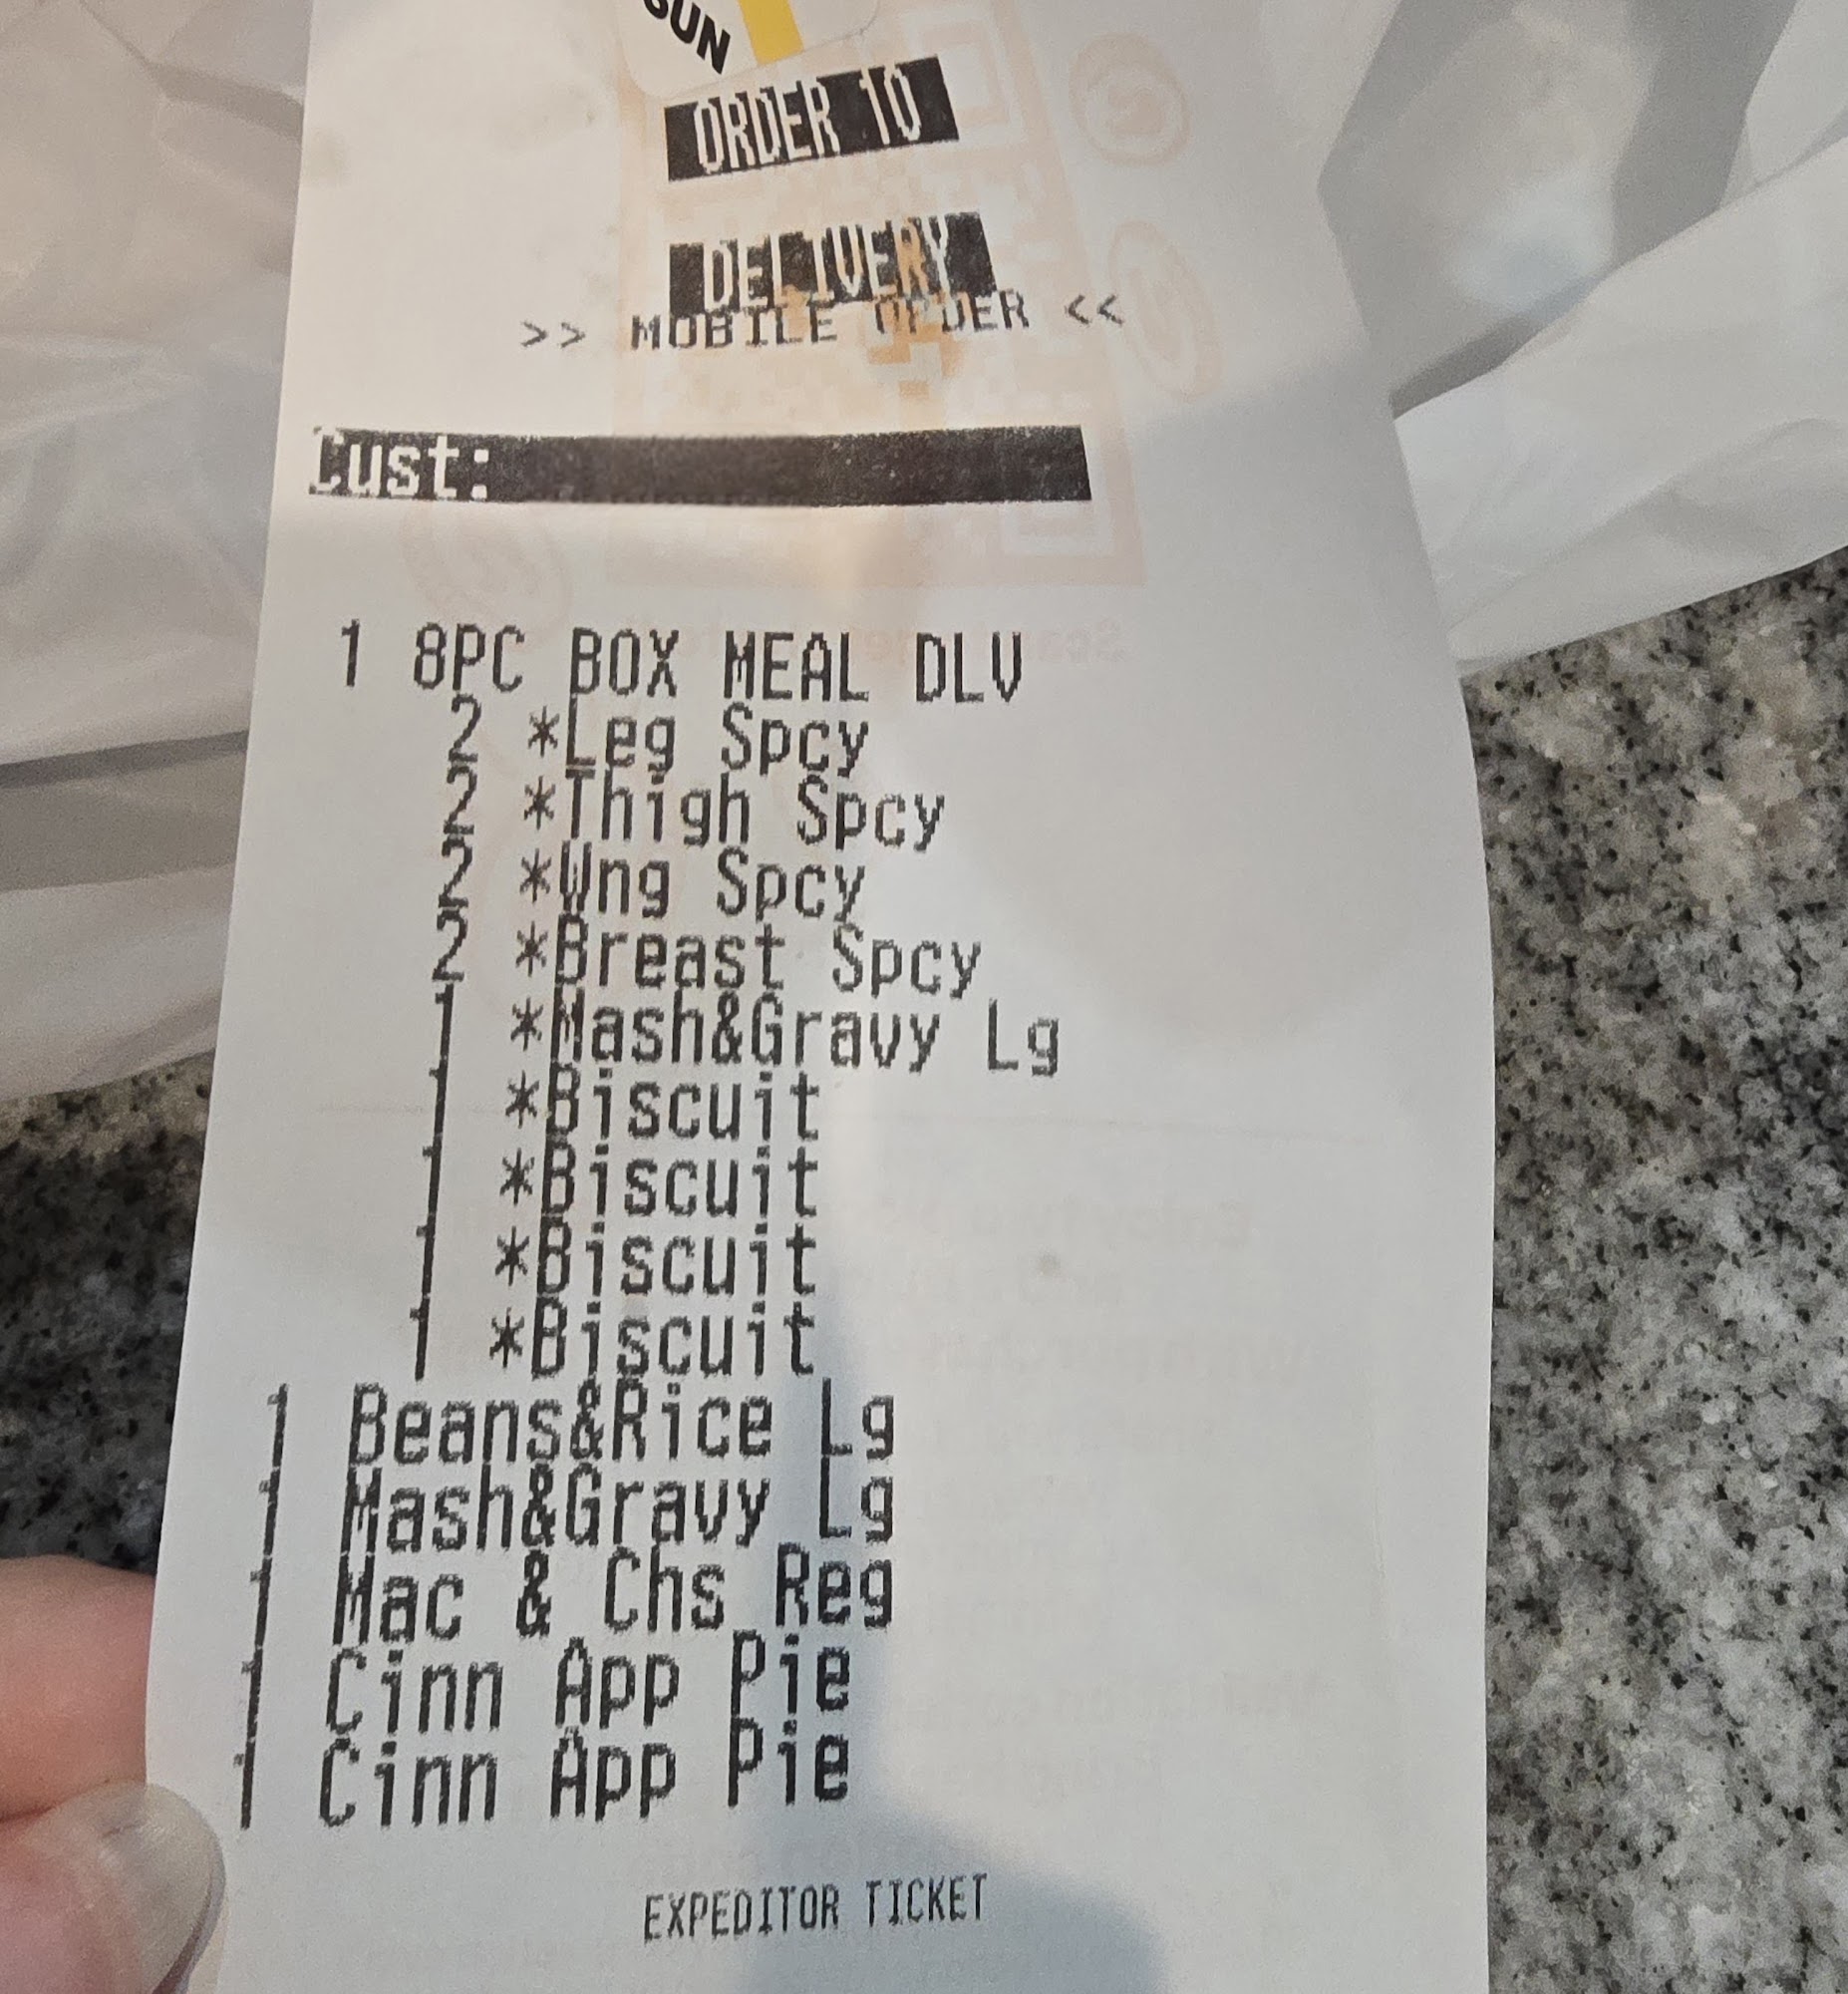 SUN
ORDER 10
DELIVERY
>> MOBILE ORDER <<
Cust:
1 8PC BOX MEAL DLV
2 *Leg Spcy
2 *Thigh Spcy
2 *Wng Spcy
2 *Breast Spcy
1 *Mash&Gravy Lg
1 *Biscuit
1 *Biscuit
1 *Biscuit
1 *Biscuit
1 Beans&Rice Lg
1 Mash&Gravy Lg
1 Mac & Chs Reg
1 Cinn App Pie
1 Cinn App Pie
EXPEDITOR TICKET